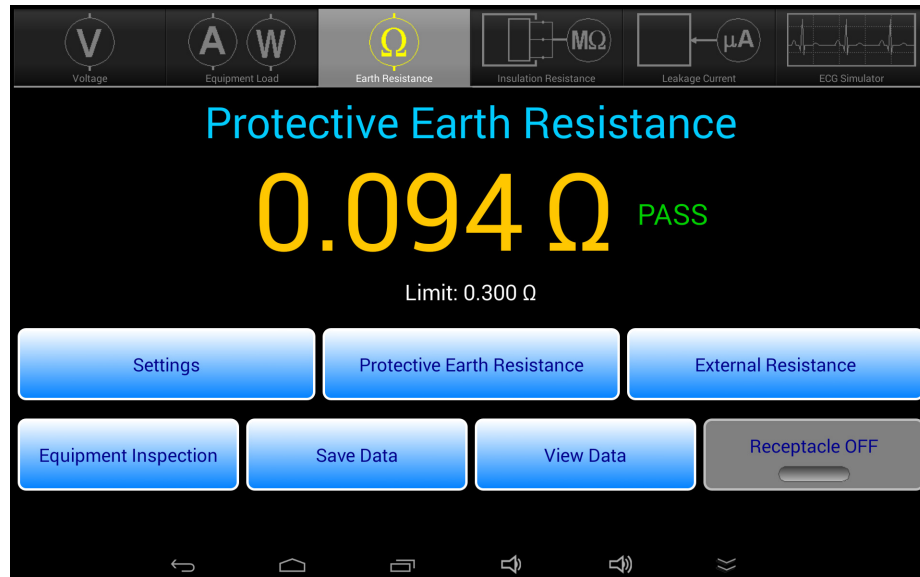 V
A
W
Ω
MΩ
μA
Voltage
Equipment Load
Earth Resistance
Insulation Resistance
Leakage Current
ECG Simulator
Protective Earth Resistance
0.094 Ω PASS
Limit: 0.300 Ω
Settings
Protective Earth Resistance
External Resistance
Equipment Inspection
Save Data
View Data
Receptacle OFF